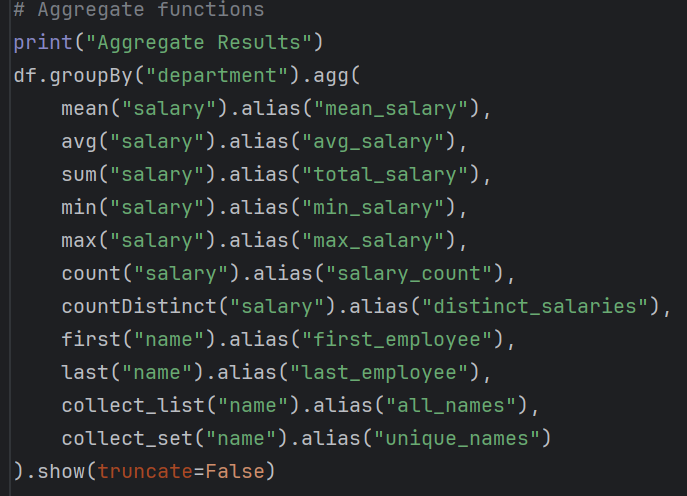 # Aggregate functions
print("Aggregate Results")
df.groupBy("department").agg(
    mean("salary").alias("mean_salary"),
    avg("salary").alias("avg_salary"),
    sum("salary").alias("total_salary"),
    min("salary").alias("min_salary"),
    max("salary").alias("max_salary"),
    count("salary").alias("salary_count"),
    countDistinct("salary").alias("distinct_salaries"),
    first("name").alias("first_employee"),
    last("name").alias("last_employee"),
    collect_list("name").alias("all_names"),
    collect_set("name").alias("unique_names")
).show(truncate=False)